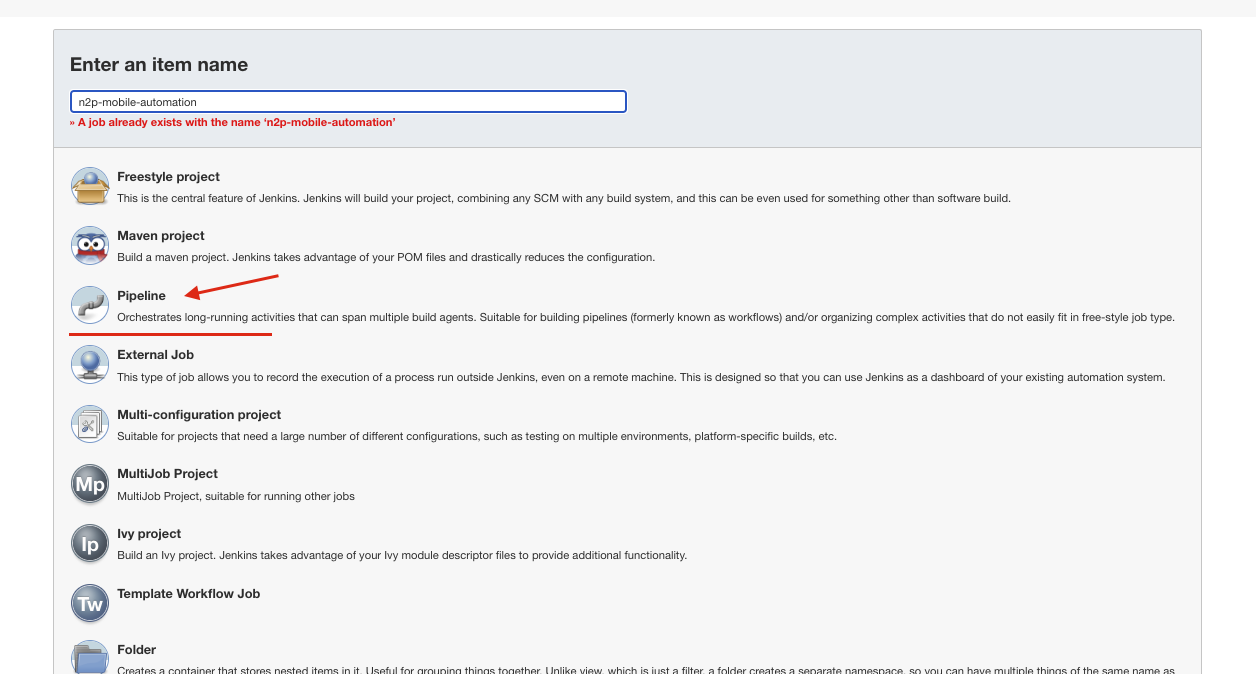 Enter an item name
n2p-mobile-automation
» A job already exists with the name ‘n2p-mobile-automation’
Freestyle project
This is the central feature of Jenkins. Jenkins will build your project, combining any SCM with any build system, and this can be even used for something other than software build.
Maven project
Build a maven project. Jenkins takes advantage of your POM files and drastically reduces the configuration.
Pipeline
Orchestrates long-running activities that can span multiple build agents. Suitable for building pipelines (formerly known as workflows) and/or organizing complex activities that do not easily fit in free-style job type.
External Job
This type of job allows you to record the execution of a process run outside Jenkins, even on a remote machine. This is designed so that you can use Jenkins as a dashboard of your existing automation system.
Multi-configuration project
Suitable for projects that need a large number of different configurations, such as testing on multiple environments, platform-specific builds, etc.
Mp
MultiJob Project
MultiJob Project, suitable for running other jobs
Ip
Ivy project
Build an Ivy project. Jenkins takes advantage of your Ivy module descriptor files to provide additional functionality.
Tw
Template Workflow Job
Folder
Creates a container that stores nested items in it. Useful for grouping things together. Unlike view, which is just a filter, a folder creates a separate namespace, so you can have multiple things of the same name as